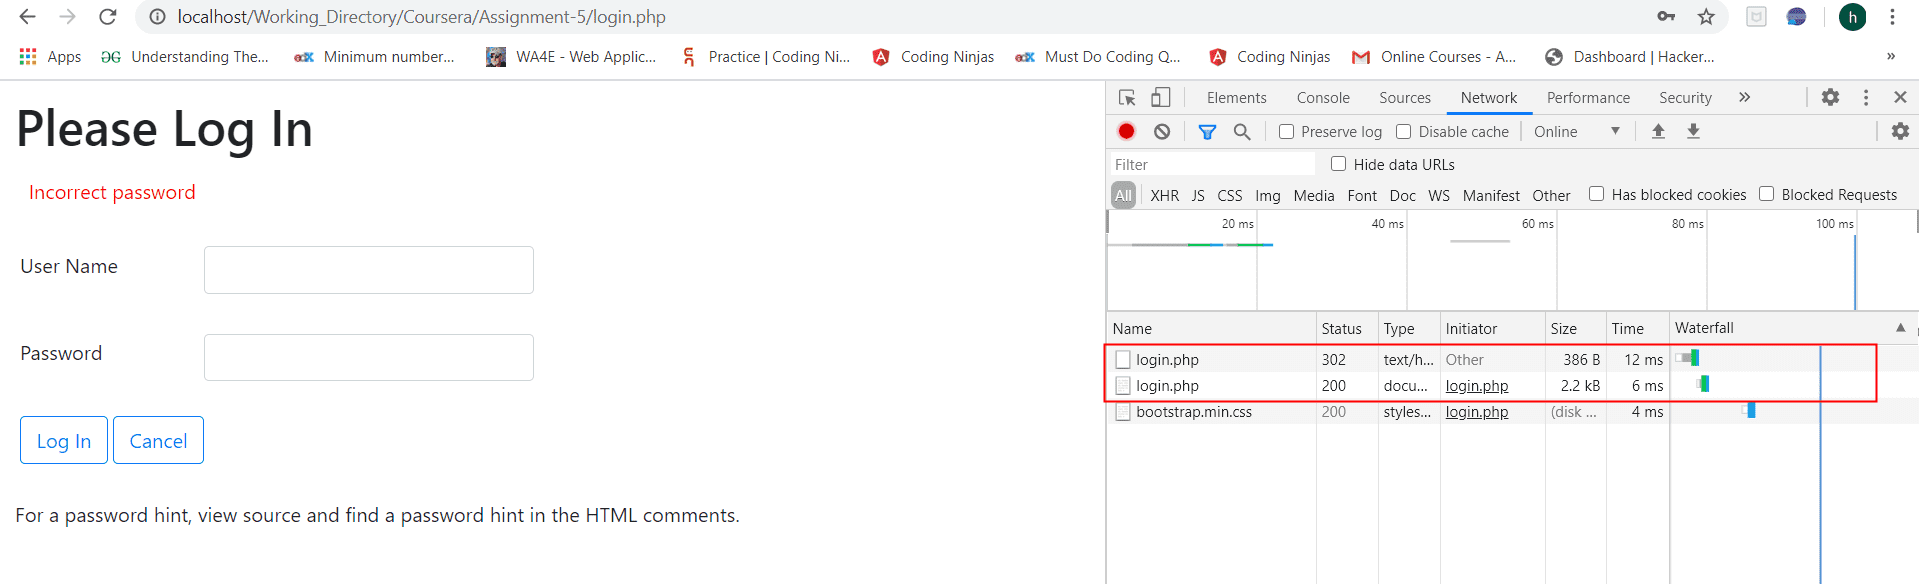 localhost/Working_Directory/Coursera/Assignment-5/login.php
h
Apps Understanding The... Minimum number... WA4E - Web Applic... Practice | Coding Ni... Coding Ninjas Must Do Coding Q... Coding Ninjas Online Courses - A... Dashboard | Hacker... »
Please Log In
Incorrect password
User Name
Password
Log In Cancel
For a password hint, view source and find a password hint in the HTML comments.
Elements Console Sources Network Performance Security »
Preserve log Disable cache Online
Filter Hide data URLs
All XHR JS CSS Img Media Font Doc WS Manifest Other Has blocked cookies Blocked Requests
20 ms 40 ms 60 ms 80 ms 100 ms
Name Status Type Initiator Size Time Waterfall
login.php 302 text/h... Other 386 B 12 ms
login.php 200 docu... login.php 2.2 kB 6 ms
bootstrap.min.css 200 styles... login.php (disk ... 4 ms